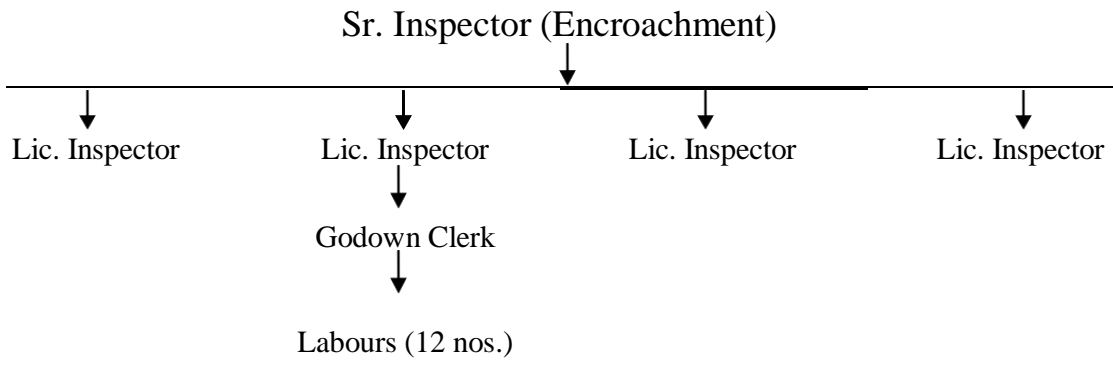 Sr. Inspector (Encroachment)
Lic. Inspector Lic. Inspector Lic. Inspector Lic. Inspector
Godown Clerk
Labours (12 nos.)